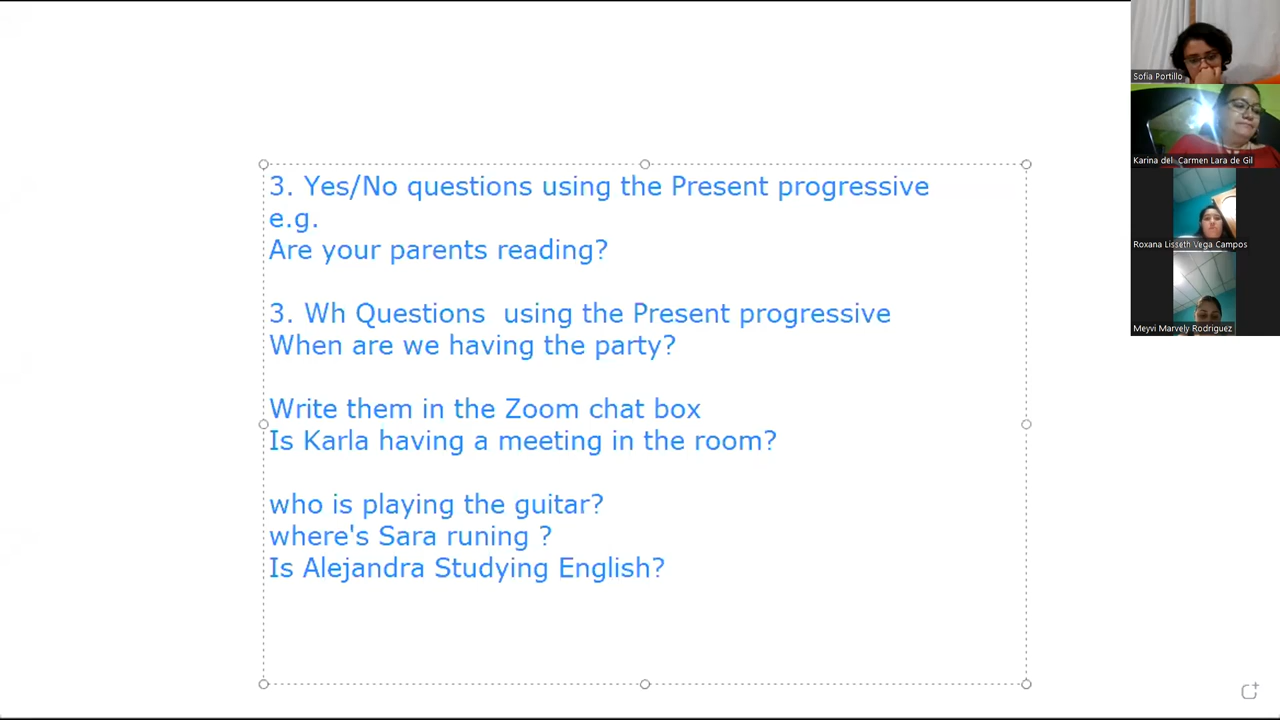 3. Yes/No questions using the Present progressive
e.g.
Are your parents reading?
3. Wh Questions  using the Present progressive
When are we having the party?
Write them in the Zoom chat box
Is Karla having a meeting in the room?
who is playing the guitar?
where's Sara runing ?
Is Alejandra Studying English?
Sofia Portillo
Karina del Carmen Lara de Gil
Roxana Lisseth Vega Campos
Meyvi Marvely Rodriguez